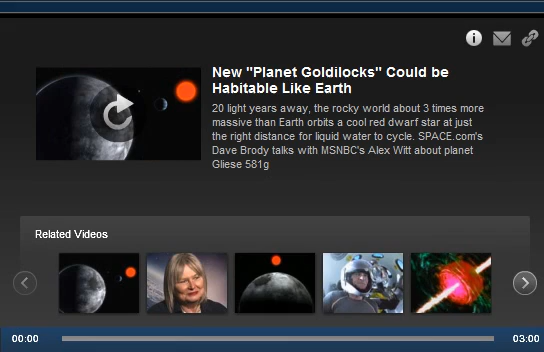 New "Planet Goldilocks" Could be
Habitable Like Earth
20 light years away, the rocky world about 3 times more
massive than Earth orbits a cool red dwarf star at just
the right distance for liquid water to cycle. SPACE.com's
Dave Brody talks with MSNBC's Alex Witt about planet
Gliese 581g
Related Videos
00:00
03:00